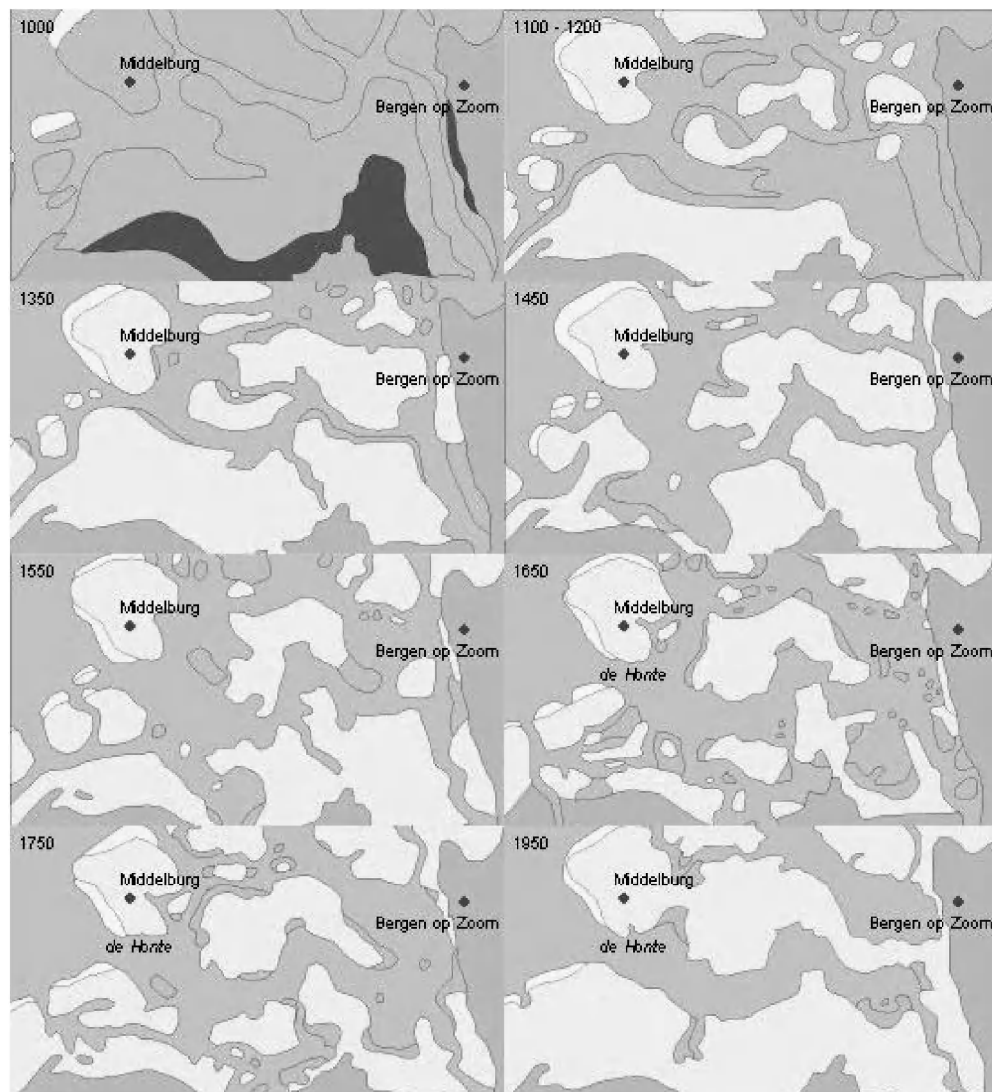 1000
Middelburg
Bergen op Zoom
1100 - 1200
Middelburg
Bergen op Zoom
1350
Middelburg
Bergen op Zoom
1450
Middelburg
Bergen op Zoom
1550
Middelburg
Bergen op Zoom
1650
Middelburg
Bergen op Zoom
de Honte
1750
Middelburg
Bergen op Zoom
de Honte
1950
Middelburg
Bergen op Zoom
de Honte